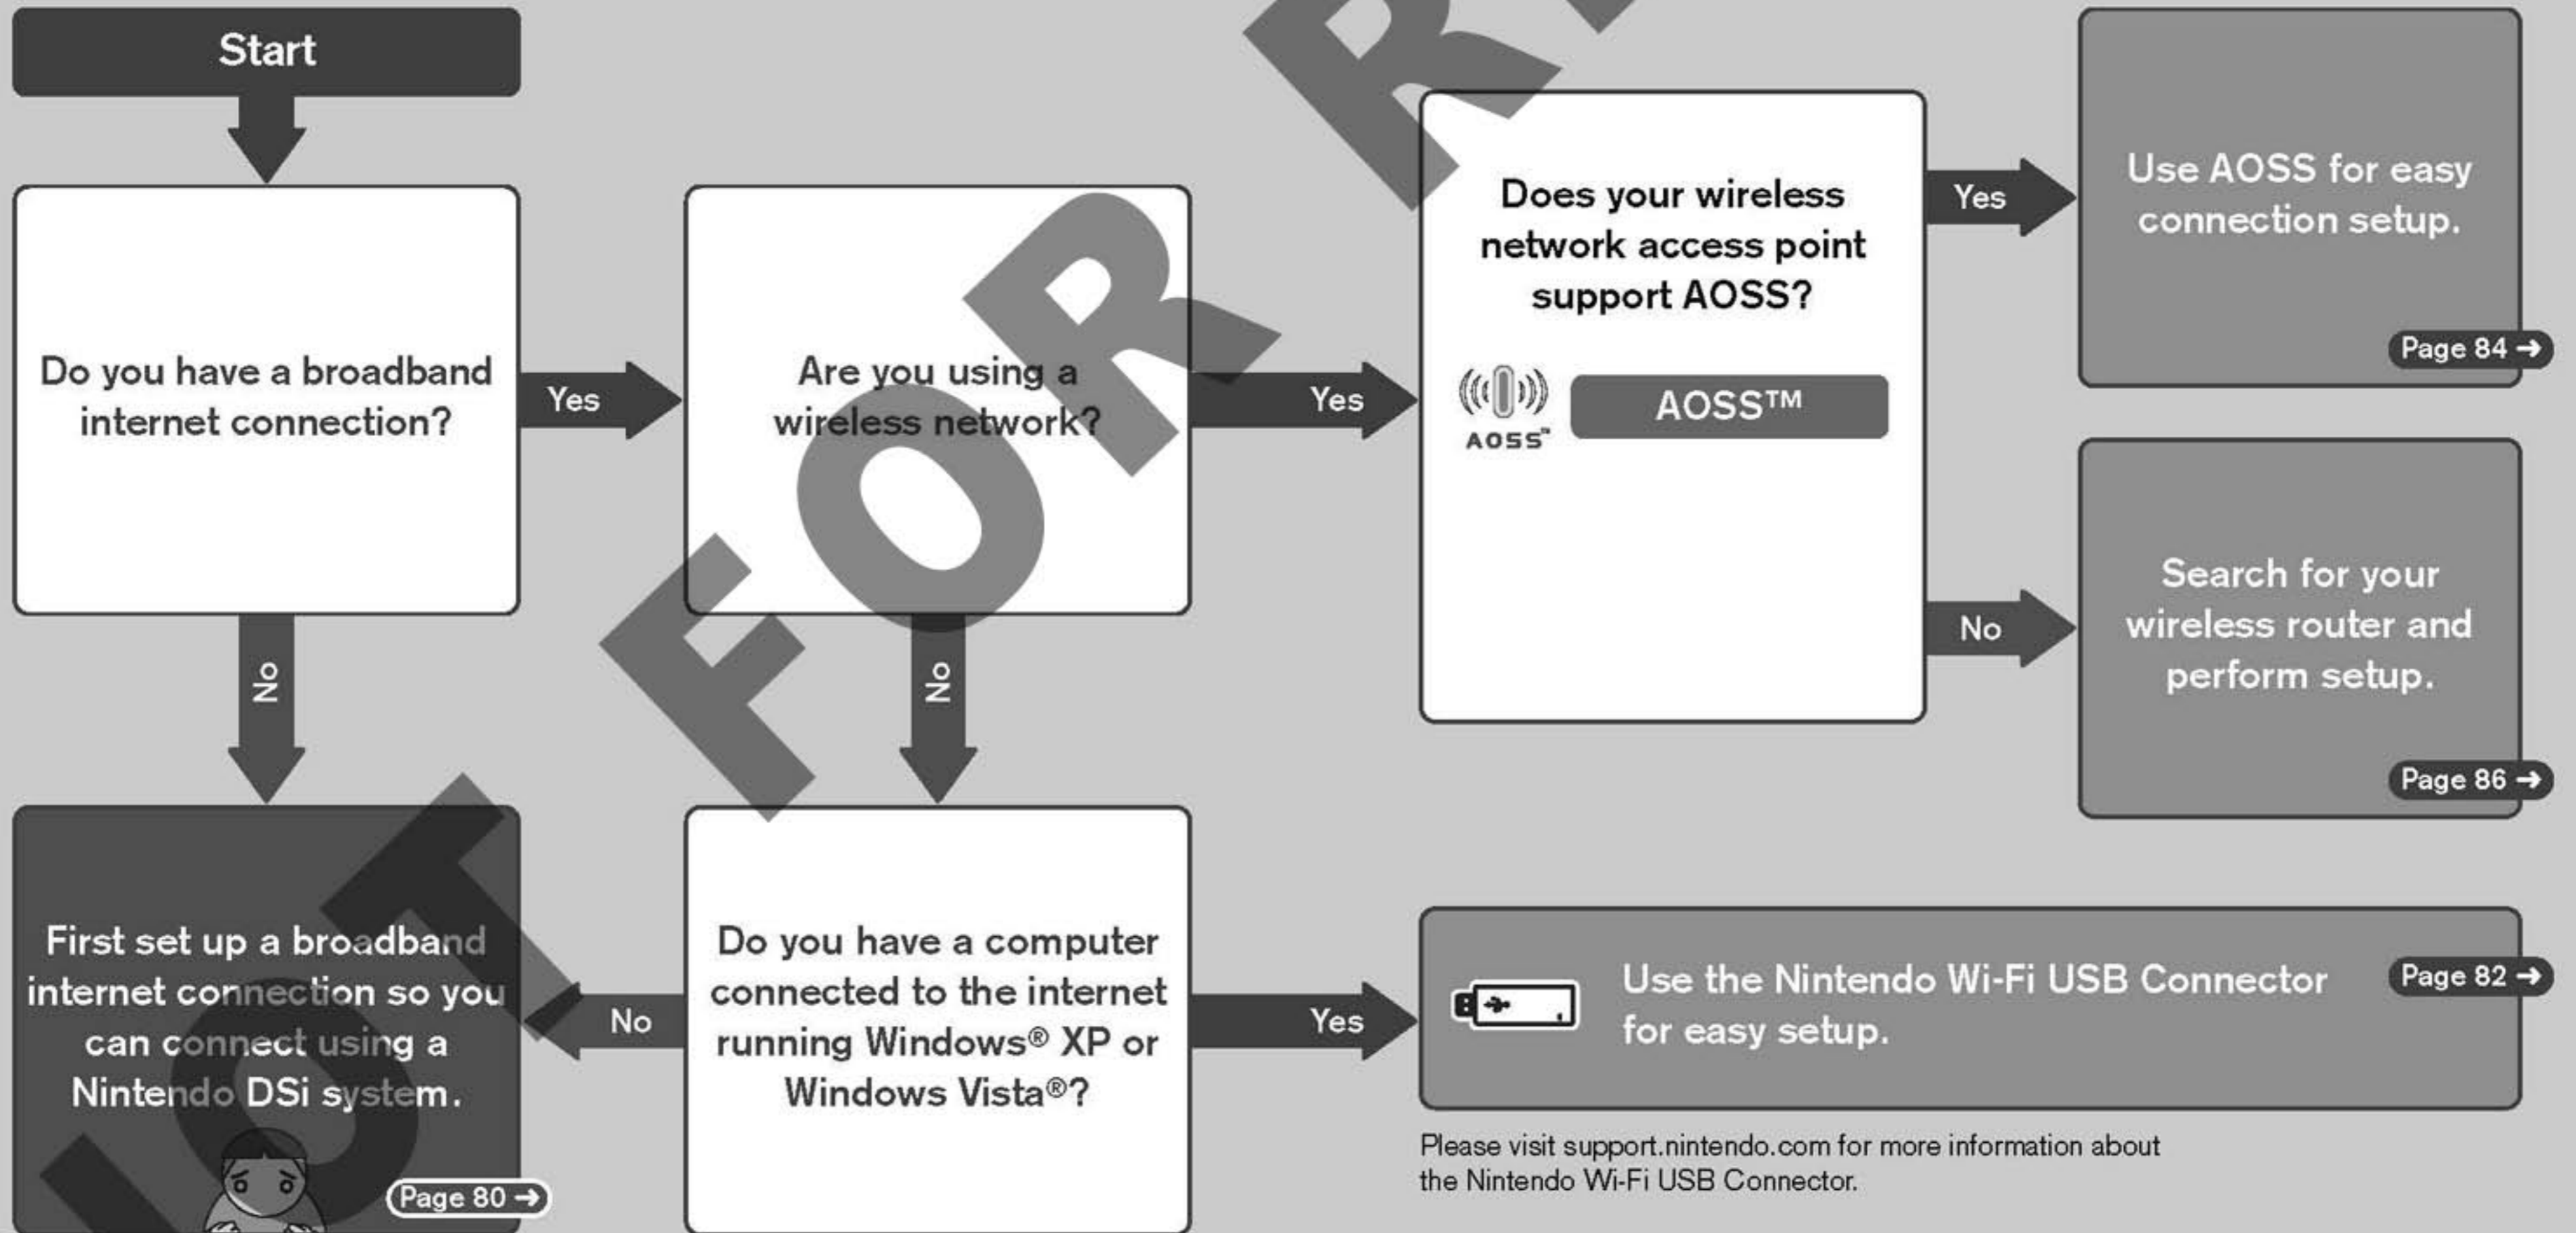 Start
Do you have a broadband
internet connection?
Yes
No
Are you using a
wireless network?
Yes
No
Does your wireless
network access point
support AOSS?
AOSS™
AOSS™
Yes
No
Use AOSS for easy
connection setup.
Page 84 →
Search for your
wireless router and
perform setup.
Page 86 →
First set up a broadband
internet connection so you
can connect using a
Nintendo DSi system.
Page 80 →
No
Do you have a computer
connected to the internet
running Windows® XP or
Windows Vista®?
Yes
Use the Nintendo Wi-Fi USB Connector
for easy setup.
Page 82 →
Please visit support.nintendo.com for more information about
the Nintendo Wi-Fi USB Connector.
FOR